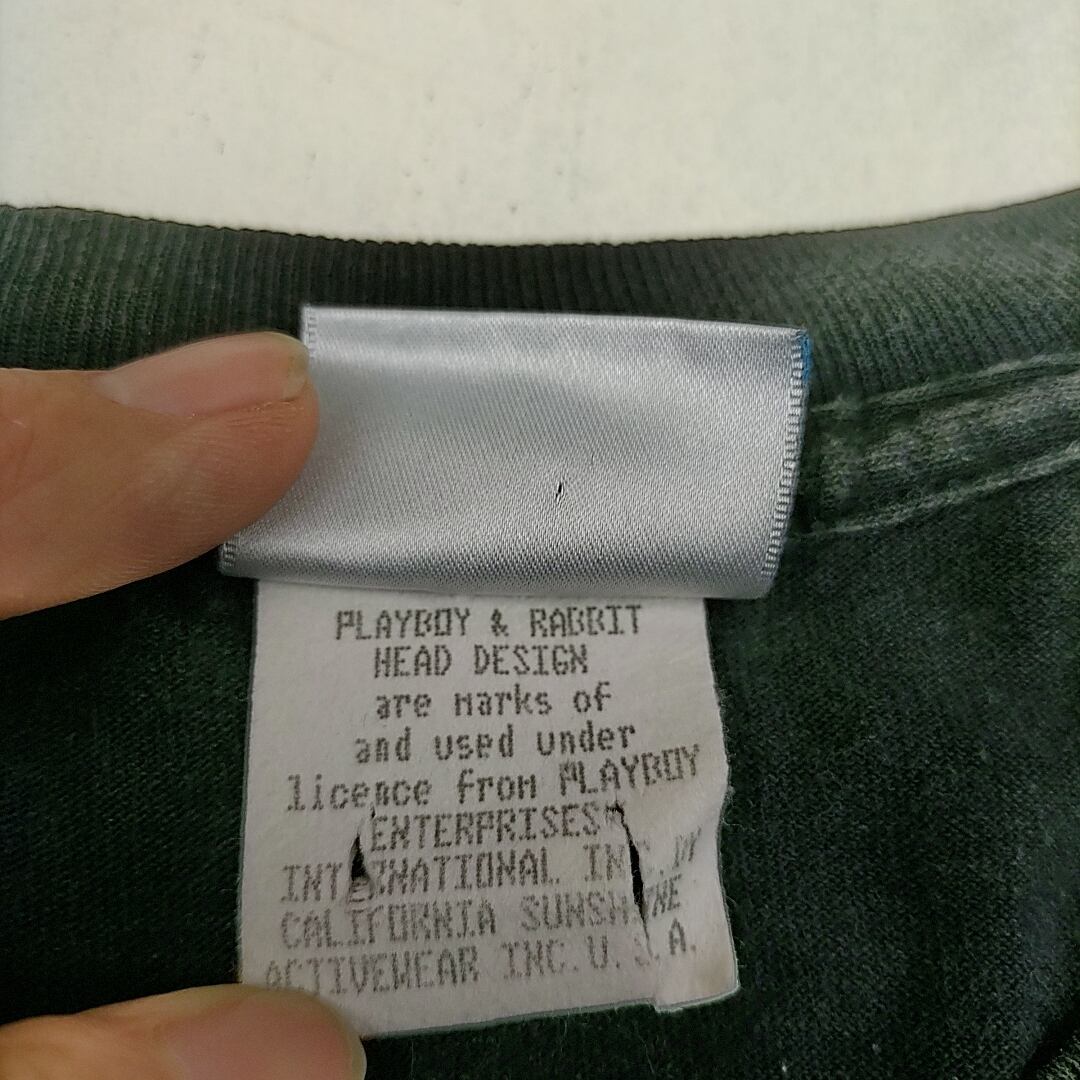 PLAYBOY & RABBIT
HEAD DESIGN
are marks of
and used under
licence from PLAYBOY
ENTERPRISES
INTERNATIONAL INC. BY
CALIFORNIA SUNSHINE
ACTIVEWEAR INC. U.S.A.